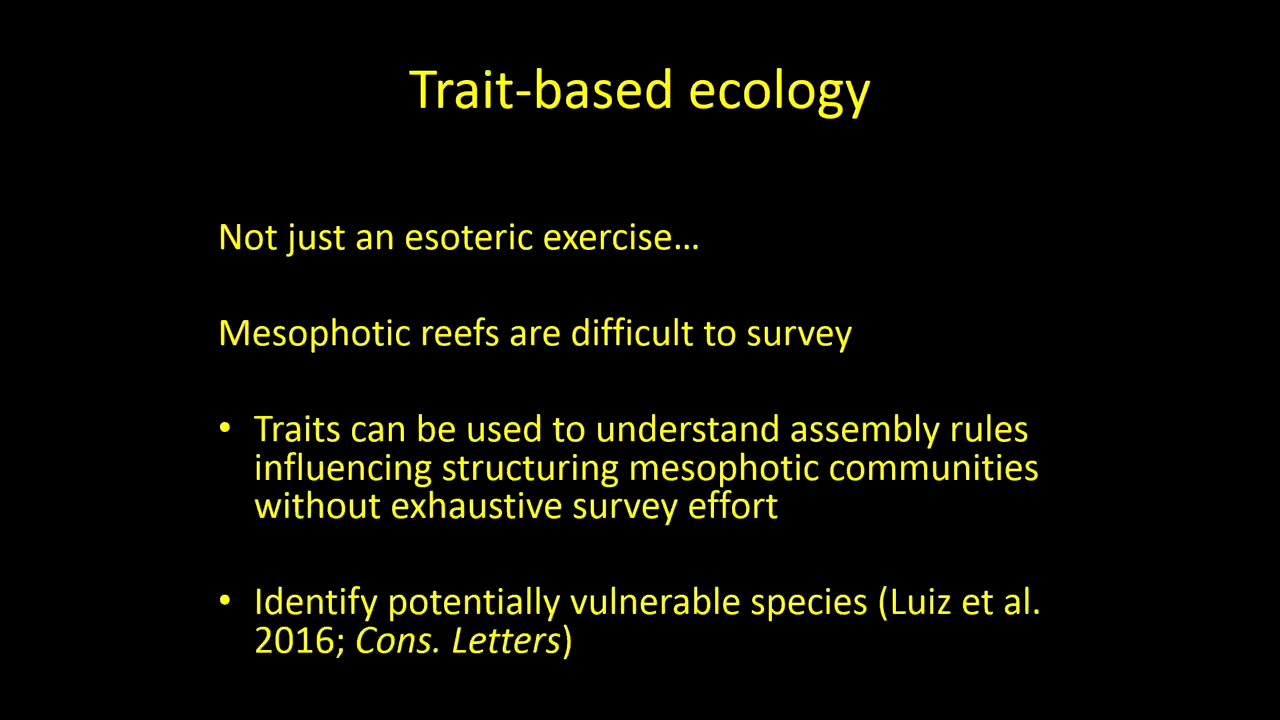 Trait-based ecology
Not just an esoteric exercise…
Mesophotic reefs are difficult to survey
• Traits can be used to understand assembly rules
influencing structuring mesophotic communities
without exhaustive survey effort
• Identify potentially vulnerable species (Luiz et al.
2016; Cons. Letters)